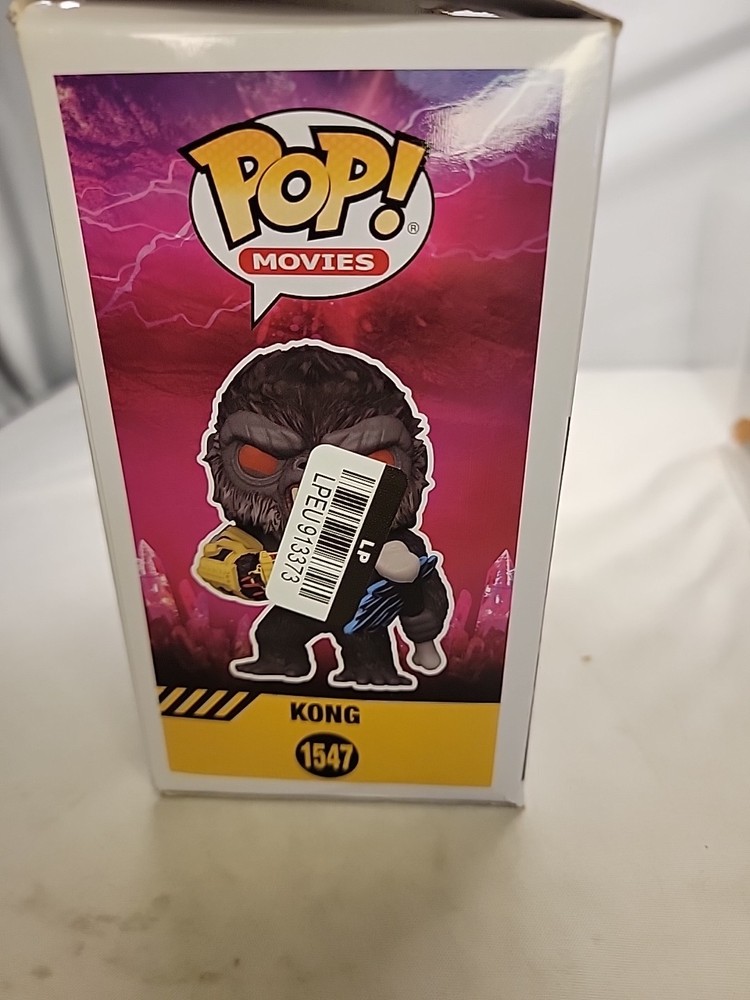 POP!
®
MOVIES
LPEU913373
LP
KONG
1547